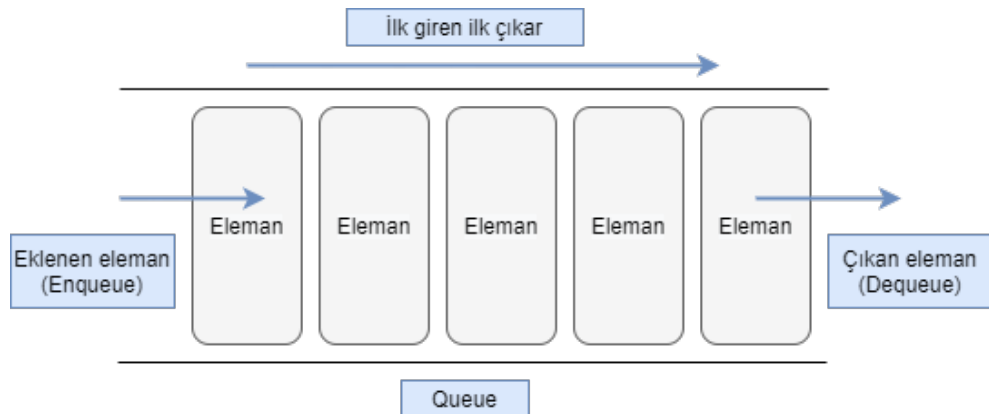 İlk giren ilk çıkar
Eleman
Eleman
Eleman
Eleman
Eleman
Eklenen eleman
(Enqueue)
Çıkan eleman
(Dequeue)
Queue